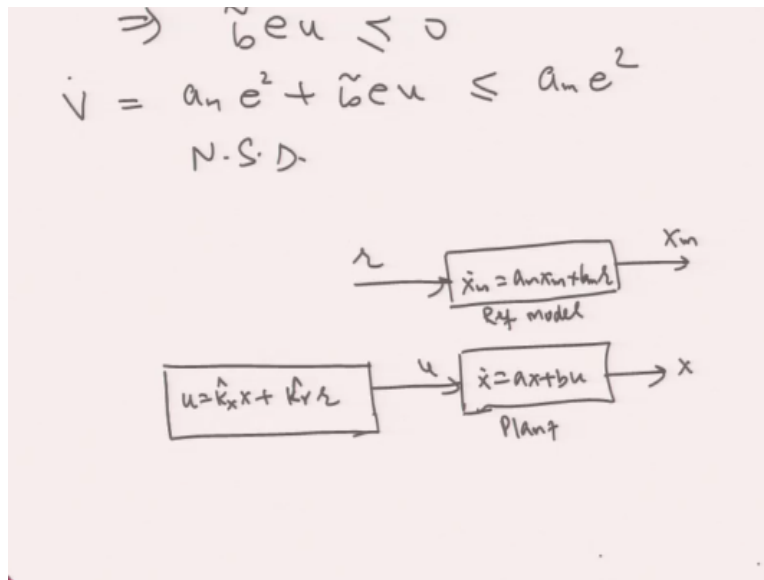 ⇒ b̃eu ≤ 0
V̇ = aₘe² + b̃eu ≤ aₘe²
N.S.D.
r
xₘ
ẋₘ = aₘxₘ + bₘr
Ref model
u = k̂ₓx + k̂ᵣr
u
ẋ = ax + bu
x
Plant